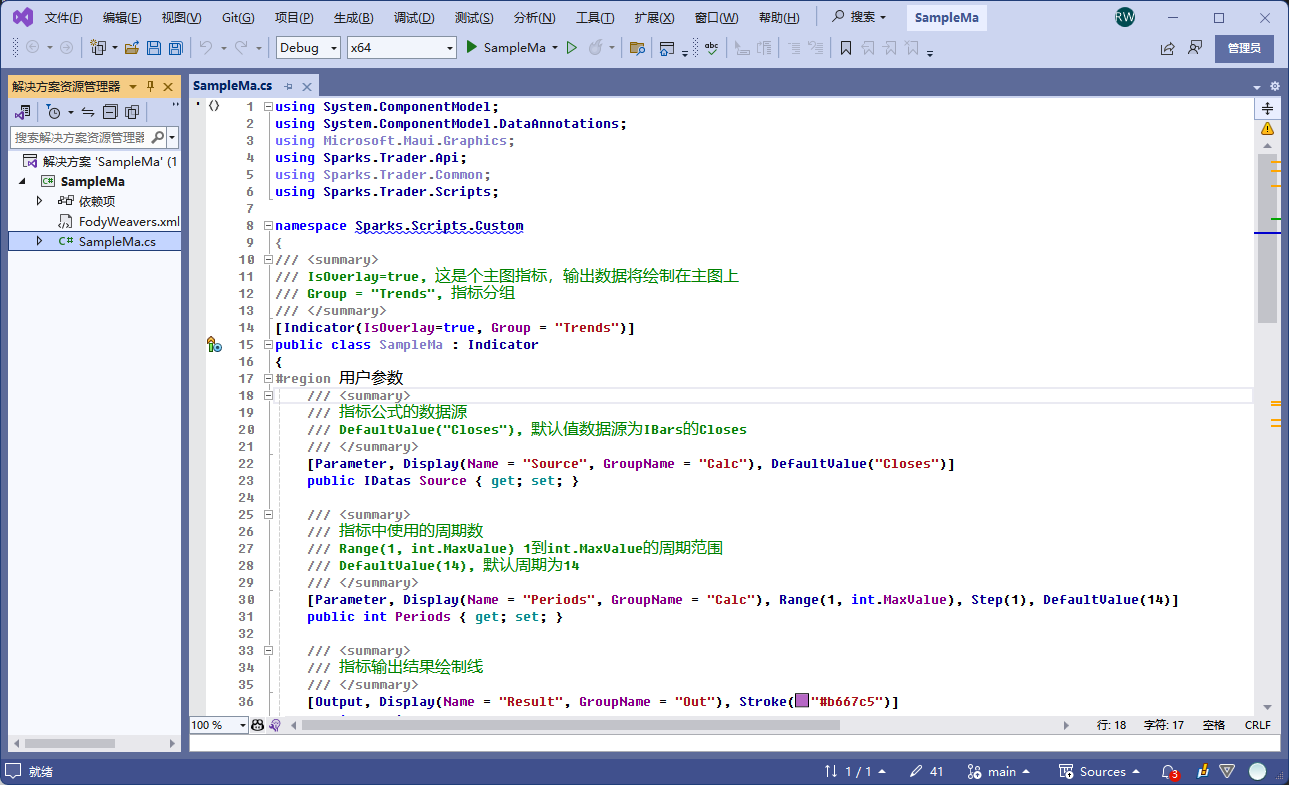 文件(F) 编辑(E) 视图(V) Git(G) 项目(P) 生成(B) 调试(D) 测试(S) 分析(N) 工具(T) 扩展(X) 窗口(W) 帮助(H) 搜索 SampleMa RW
Debug x64 SampleMa 管理员
解决方案资源管理器
搜索解决方案资源管理器
解决方案 'SampleMa' (1
SampleMa
依赖项
FodyWeavers.xml
C# SampleMa.cs
SampleMa.cs
1 using System.ComponentModel;
2 using System.ComponentModel.DataAnnotations;
3 using Microsoft.Maui.Graphics;
4 using Sparks.Trader.Api;
5 using Sparks.Trader.Common;
6 using Sparks.Trader.Scripts;
7
8 namespace Sparks.Scripts.Custom
9 {
10 /// <summary>
11 /// IsOverlay=true, 这是个主图指标, 输出数据将绘制在主图上
12 /// Group = "Trends", 指标分组
13 /// </summary>
14 [Indicator(IsOverlay=true, Group = "Trends")]
15 public class SampleMa : Indicator
16 {
17 #region 用户参数
18 /// <summary>
19 /// 指标公式的数据源
20 /// DefaultValue("Closes"), 默认值数据源为IBars的Closes
21 /// </summary>
22 [Parameter, Display(Name = "Source", GroupName = "Calc"), DefaultValue("Closes")]
23 public IDatas Source { get; set; }
24
25 /// <summary>
26 /// 指标中使用的周期数
27 /// Range(1, int.MaxValue) 1到int.MaxValue的周期范围
28 /// DefaultValue(14), 默认周期为14
29 /// </summary>
30 [Parameter, Display(Name = "Periods", GroupName = "Calc"), Range(1, int.MaxValue), Step(1), DefaultValue(14)]
31 public int Periods { get; set; }
32
33 /// <summary>
34 /// 指标输出结果绘制线
35 /// </summary>
36 [Output, Display(Name = "Result", GroupName = "Out"), Stroke("#b667c5")]
100 % 行: 18 字符: 17 空格 CRLF
就绪 1 / 1 41 main Sources 3